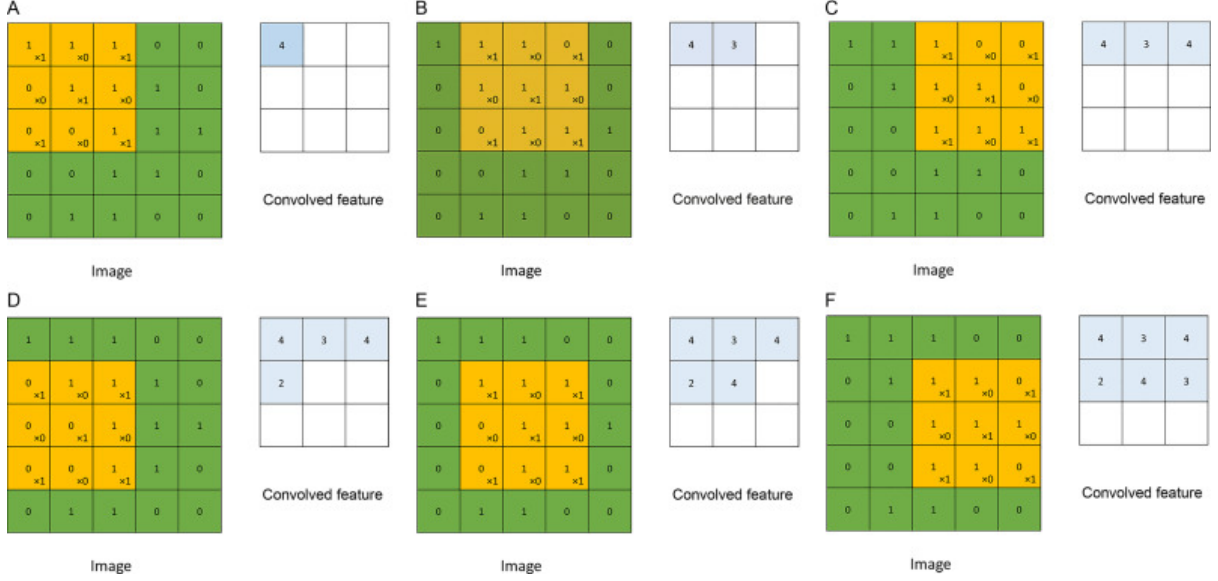 A
1×1 1×0 1×1 0 0
0×0 1×1 1×0 1 0
0×1 0×0 1×1 1 1
0 0 1 1 0
0 1 1 0 0
Image
4
Convolved feature
B
1 1×1 1×0 0×1 0
0 1×0 1×1 1×0 0
0 0×1 1×0 1×1 1
0 0 1 1 0
0 1 1 0 0
Image
4 3
Convolved feature
C
1 1 1×1 0×0 0×1
0 1 1×0 1×1 0×0
0 0 1×1 1×0 1×1
0 0 1 1 0
0 1 1 0 0
Image
4 3 4
Convolved feature
D
1 1 1 0 0
0×1 1×0 1×1 1 0
0×0 0×1 1×0 1 1
0×1 0×0 1×1 1 0
0 1 1 0 0
Image
4 3 4
2
Convolved feature
E
1 1 1 0 0
0 1×1 1×0 1×1 0
0 0×0 1×1 1×0 1
0 0×1 1×0 1×1 0
0 1 1 0 0
Image
4 3 4
2 4
Convolved feature
F
1 1 1 0 0
0 1 1×1 1×0 0×1
0 0 1×0 1×1 1×0
0 0 1×1 1×0 0×1
0 1 1 0 0
Image
4 3 4
2 4 3
Convolved feature